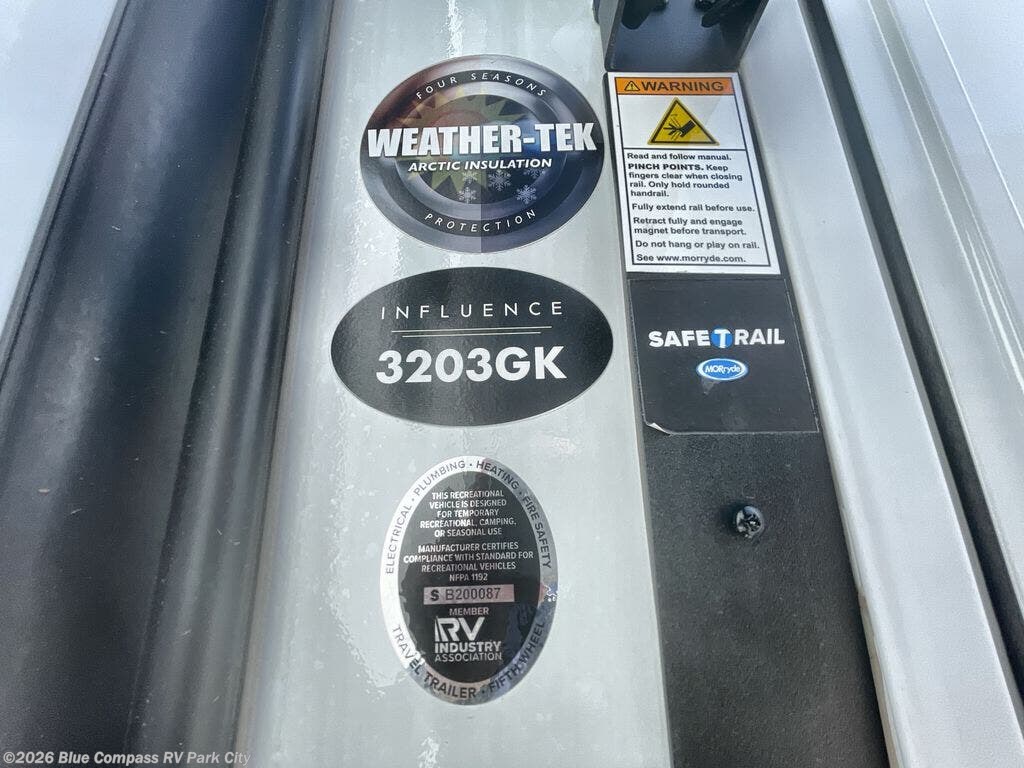 FOUR SEASONS
WEATHER-TEK
ARCTIC INSULATION
PROTECTION
INFLUENCE
3203GK
ELECTRICAL · PLUMBING · HEATING · FIRE SAFETY
THIS RECREATIONAL
VEHICLE IS DESIGNED
FOR TEMPORARY
RECREATIONAL, CAMPING,
OR SEASONAL USE
MANUFACTURER CERTIFIES
COMPLIANCE WITH STANDARD FOR
RECREATIONAL VEHICLES
NFPA 1192
S B200087
MEMBER
RV
INDUSTRY
ASSOCIATION
TRAVEL TRAILER · FIFTH WHEEL
WARNING
Read and follow manual.
PINCH POINTS. Keep
fingers clear when closing
rail. Only hold rounded
handrail.
Fully extend rail before use.
Retract fully and engage
magnet before transport.
Do not hang or play on rail.
See www.morryde.com.
SAFETRAIL
MORryde
©2026 Blue Compass RV Park City